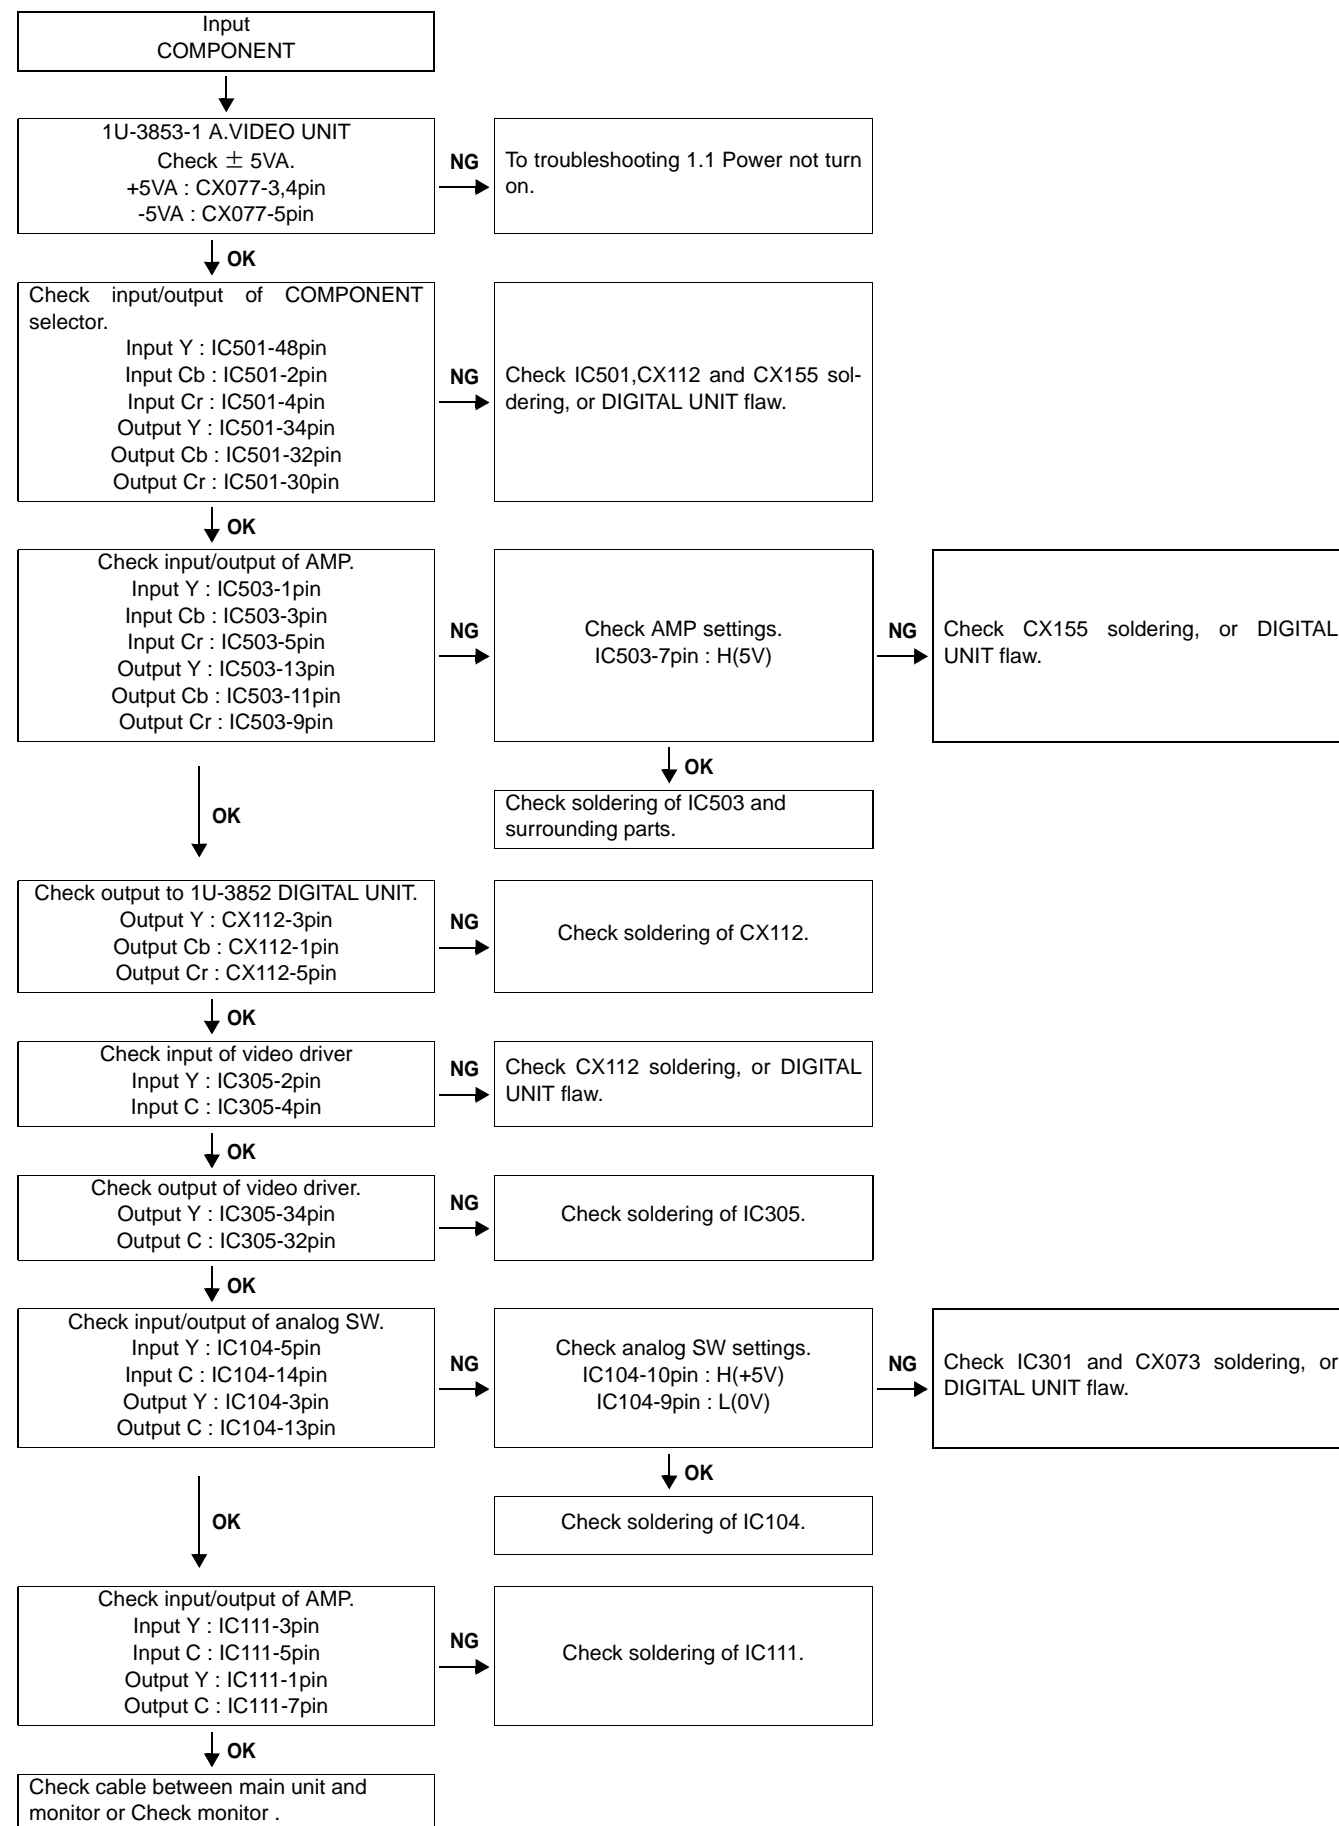 Input
COMPONENT
1U-3853-1 A.VIDEO UNIT
Check ± 5VA.
+5VA : CX077-3,4pin
-5VA : CX077-5pin
NG
To troubleshooting 1.1 Power not turn
on.
OK
Check input/output of COMPONENT
selector.
Input Y : IC501-48pin
Input Cb : IC501-2pin
Input Cr : IC501-4pin
Output Y : IC501-34pin
Output Cb : IC501-32pin
Output Cr : IC501-30pin
NG
Check IC501,CX112 and CX155 sol-
dering, or DIGITAL UNIT flaw.
OK
Check input/output of AMP.
Input Y : IC503-1pin
Input Cb : IC503-3pin
Input Cr : IC503-5pin
Output Y : IC503-13pin
Output Cb : IC503-11pin
Output Cr : IC503-9pin
NG
Check AMP settings.
IC503-7pin : H(5V)
NG
Check CX155 soldering, or DIGITAL
UNIT flaw.
OK
Check soldering of IC503 and
surrounding parts.
OK
Check output to 1U-3852 DIGITAL UNIT.
Output Y : CX112-3pin
Output Cb : CX112-1pin
Output Cr : CX112-5pin
NG
Check soldering of CX112.
OK
Check input of video driver
Input Y : IC305-2pin
Input C : IC305-4pin
NG
Check CX112 soldering, or DIGITAL
UNIT flaw.
OK
Check output of video driver.
Output Y : IC305-34pin
Output C : IC305-32pin
NG
Check soldering of IC305.
OK
Check input/output of analog SW.
Input Y : IC104-5pin
Input C : IC104-14pin
Output Y : IC104-3pin
Output C : IC104-13pin
NG
Check analog SW settings.
IC104-10pin : H(+5V)
IC104-9pin : L(0V)
NG
Check IC301 and CX073 soldering, or
DIGITAL UNIT flaw.
OK
Check soldering of IC104.
OK
Check input/output of AMP.
Input Y : IC111-3pin
Input C : IC111-5pin
Output Y : IC111-1pin
Output C : IC111-7pin
NG
Check soldering of IC111.
OK
Check cable between main unit and
monitor or Check monitor .